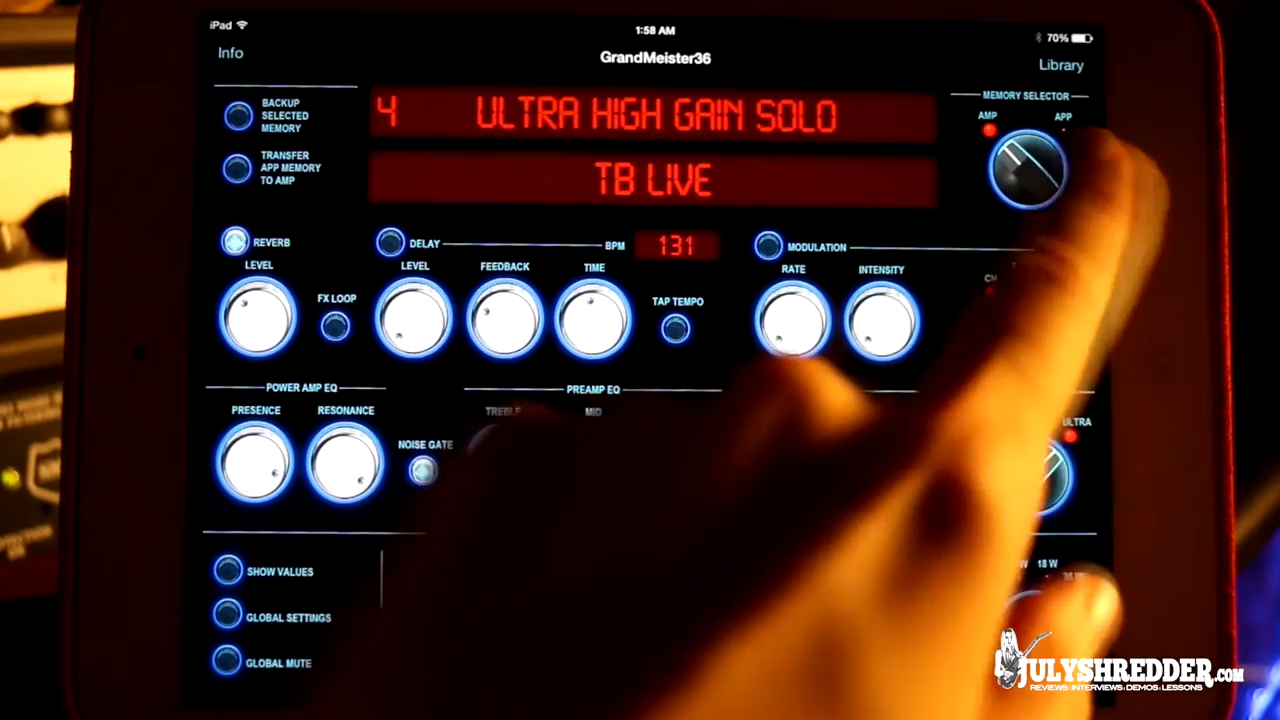 iPad
1:58 AM
70%
Info
GrandMeister36
Library
BACKUP
SELECTED
MEMORY
4 ULTRA HIGH GAIN SOLO
MEMORY SELECTOR
AMP APP
TRANSFER
APP MEMORY
TO AMP
TB LIVE
REVERB
DELAY
BPM 131
MODULATION
LEVEL
LEVEL
FEEDBACK
TIME
RATE
INTENSITY
CH
FX LOOP
TAP TEMPO
POWER AMP EQ
PREAMP EQ
PRESENCE
RESONANCE
TREBLE
MID
ULTRA
NOISE GATE
SHOW VALUES
W 18 W
36 W
GLOBAL SETTINGS
GLOBAL MUTE
JULYSHREDDER.COM
REVIEWS:INTERVIEWS:DEMOS:LESSONS